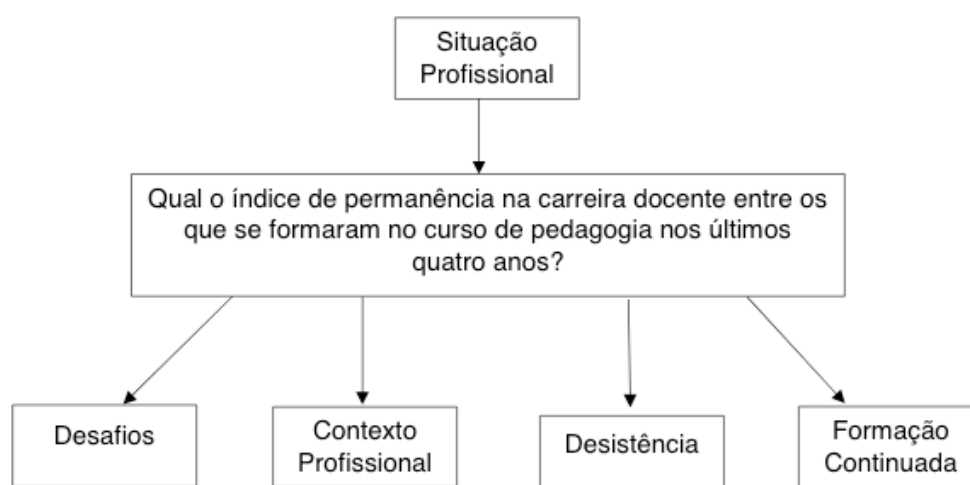 Situação
Profissional
Qual o índice de permanência na carreira docente entre os
que se formaram no curso de pedagogia nos últimos
quatro anos?
Desafios
Contexto
Profissional
Desistência
Formação
Continuada